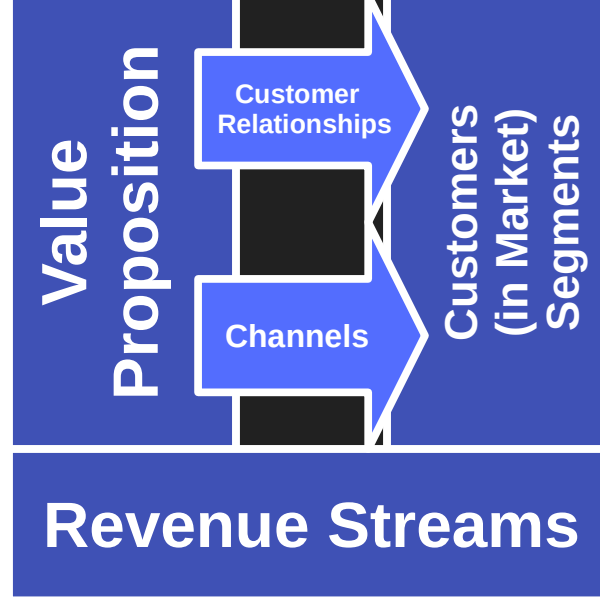 Value
Proposition
Customer
Relationships
Channels
Customers
(in Market)
Segments
Revenue Streams